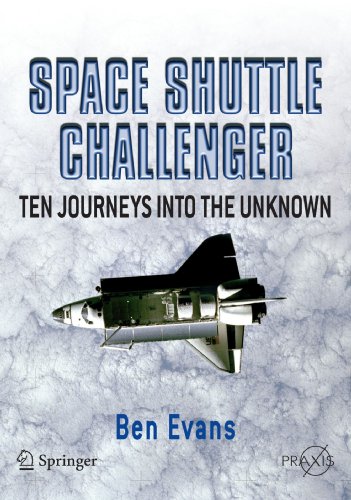 SPACE SHUTTLE
CHALLENGER
TEN JOURNEYS INTO THE UNKNOWN
Ben Evans
Springer
PRAXIS